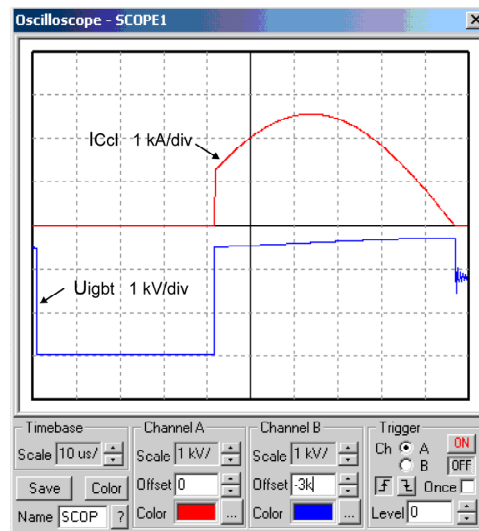 Oscilloscope - SCOPE1
ICcl 1 kA/div
Uigbt 1 kV/div
Timebase
Scale 10 us/
Save Color
Name SCOP ?
Channel A
Scale 1 kV/
Offset 0
Color ...
Channel B
Scale 1 kV/
Offset -3k
Color ...
Trigger
Ch A ON
B OFF
Once
Level 0